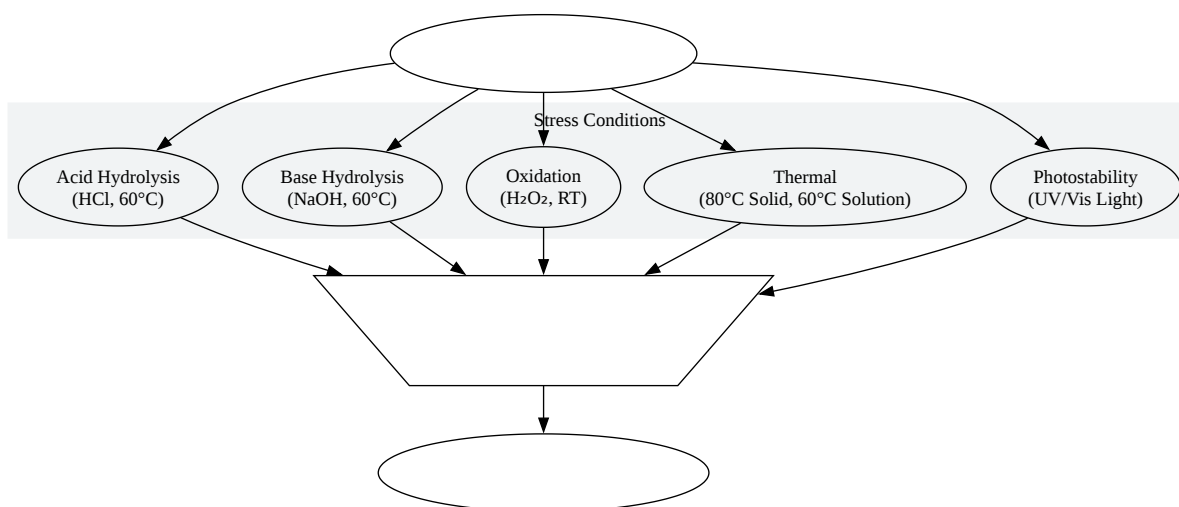 Stress Conditions
Acid Hydrolysis
(HCl, 60°C)
Base Hydrolysis
(NaOH, 60°C)
Oxidation
(H₂O₂, RT)
Thermal
(80°C Solid, 60°C Solution)
Photostability
(UV/Vis Light)